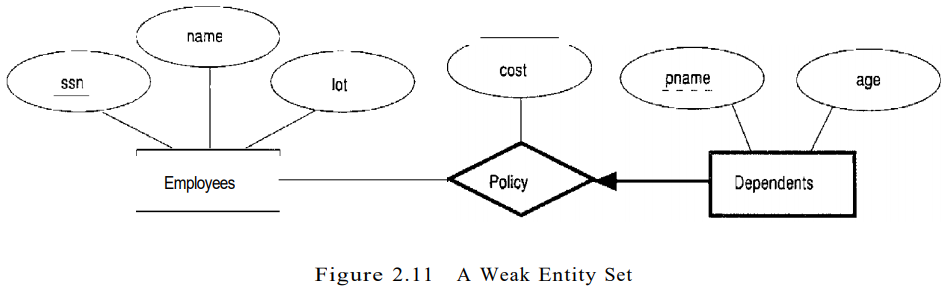 name
cost
ssn
lot
pname
age
Employees
Policy
Dependents
Figure 2.11 A Weak Entity Set